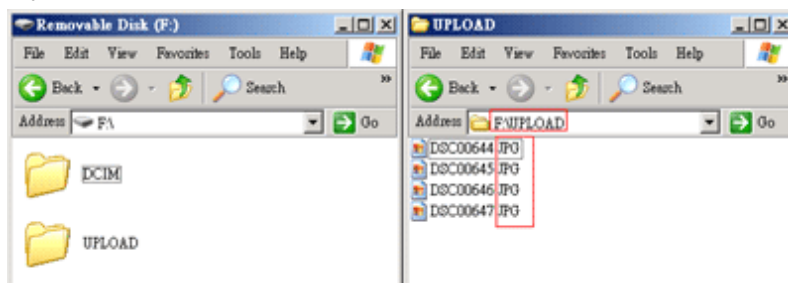 Removable Disk (F:)
File Edit View Favorites Tools Help
Back Search »
Address F:\ Go
DCIM
UPLOAD
UPLOAD
File Edit View Favorites Tools Help
Back Search »
Address F:\UPLOAD Go
DSC00644.JPG
DSC00645.JPG
DSC00646.JPG
DSC00647.JPG